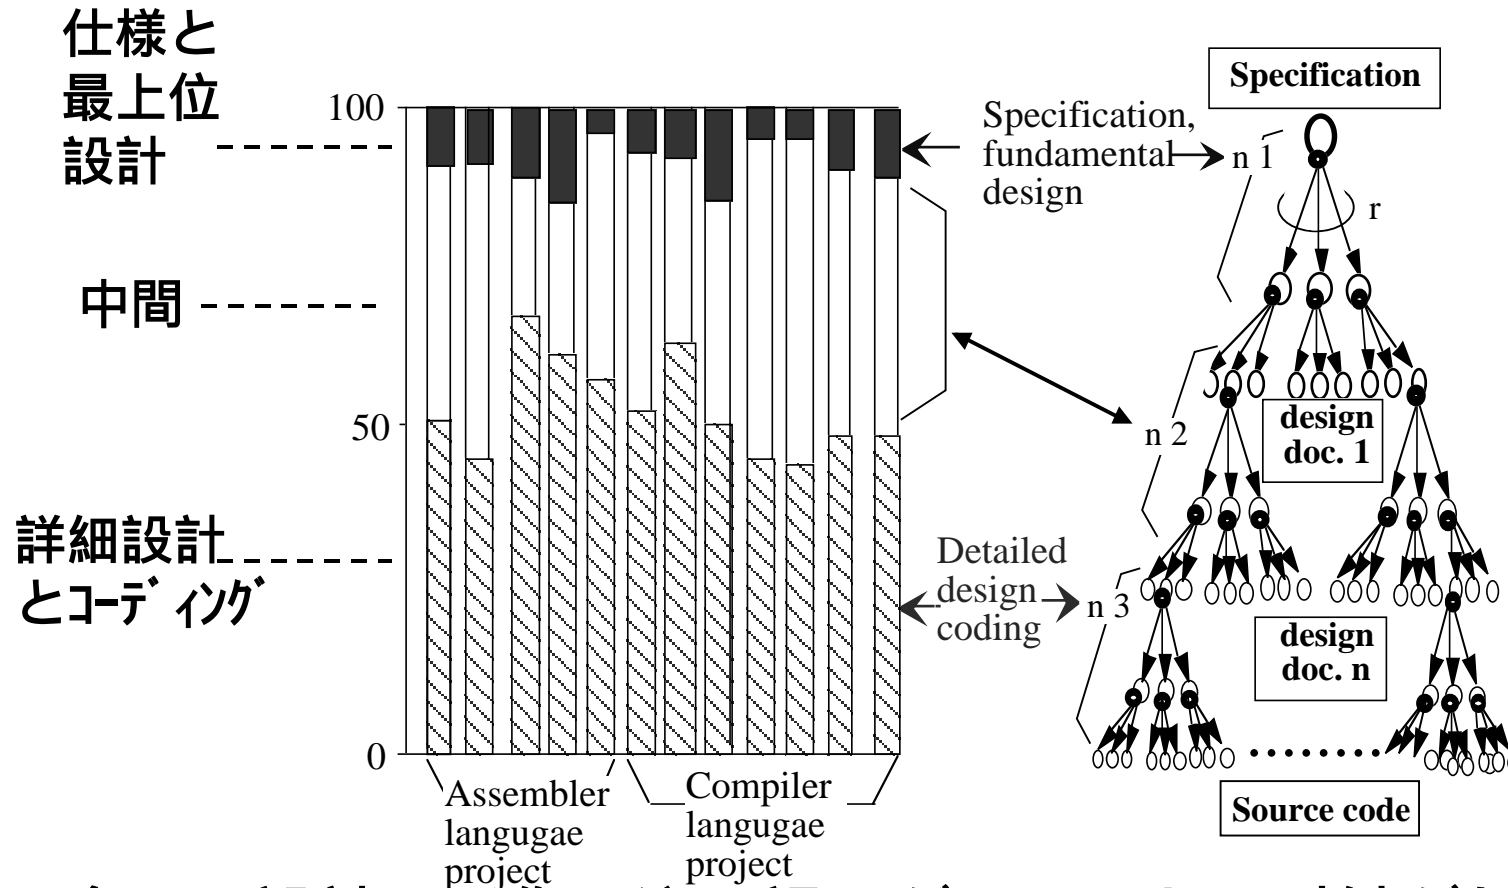 仕様と
最上位
設計
中間
詳細設計
とコーディング
100
50
0
Assembler
langugae
project
Compiler
langugae
project
Specification,
fundamental
design
Detailed
design
coding
Specification
n 1
r
n 2
design
doc. 1
n 3
design
doc. n
Source code